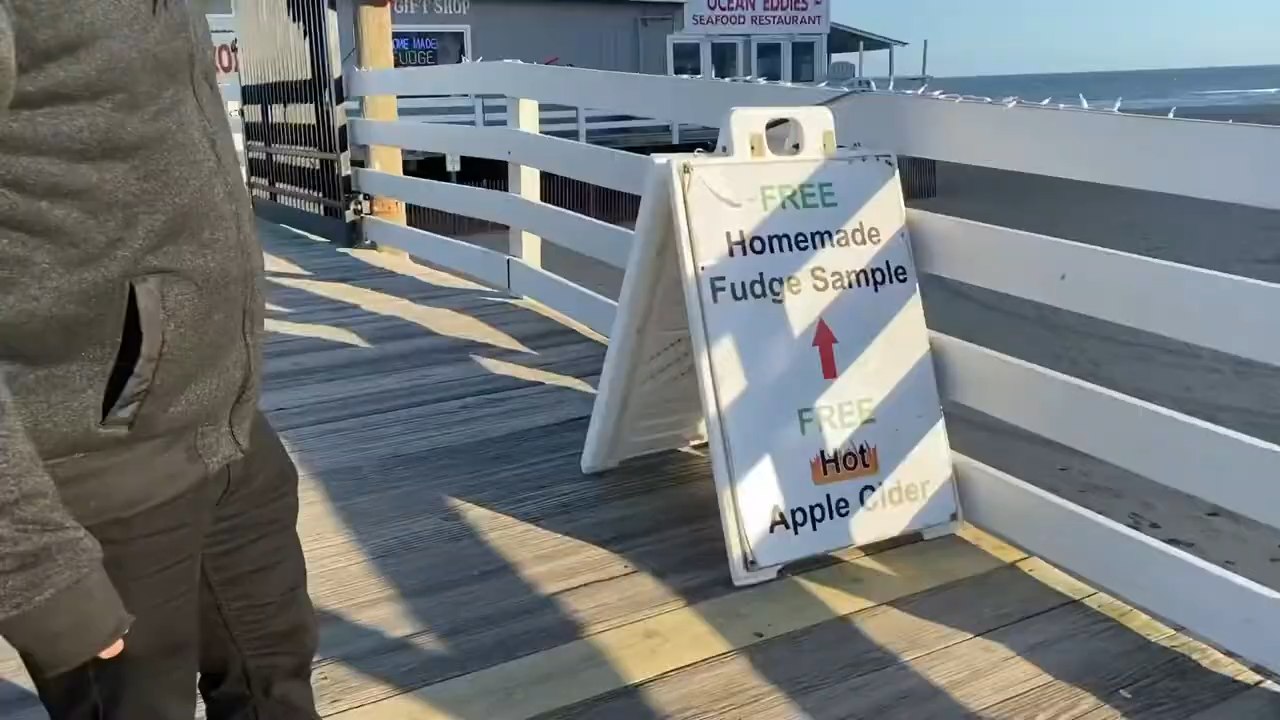 GIFT SHOP
OCEAN EDDIES
SEAFOOD RESTAURANT
HOME MADE
FUDGE
FREE
Homemade
Fudge Sample
FREE
Hot
Apple Cider